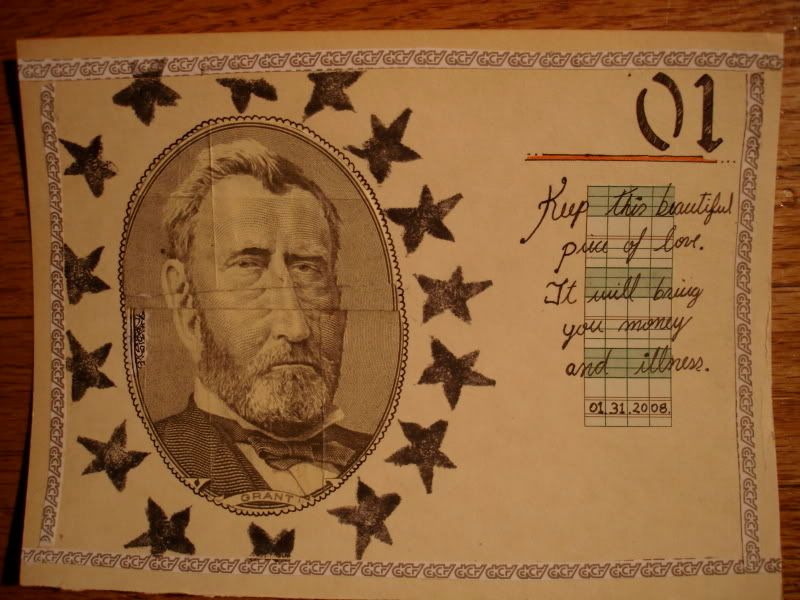 01
Keep this beautiful
piece of love.
It will bring
you money
and illness.
01.31.2008.
GRANT